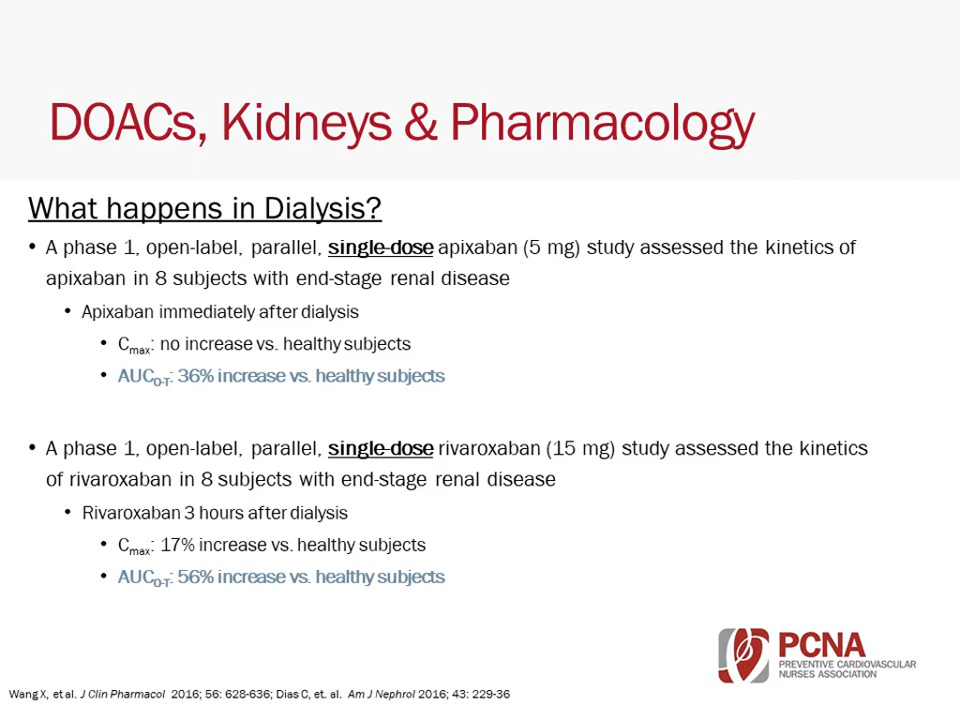 DOACs, Kidneys & Pharmacology
What happens in Dialysis?
• A phase 1, open-label, parallel, single-dose apixaban (5 mg) study assessed the kinetics of
apixaban in 8 subjects with end-stage renal disease
• Apixaban immediately after dialysis
• Cmax: no increase vs. healthy subjects
• AUC0-T: 36% increase vs. healthy subjects
• A phase 1, open-label, parallel, single-dose rivaroxaban (15 mg) study assessed the kinetics
of rivaroxaban in 8 subjects with end-stage renal disease
• Rivaroxaban 3 hours after dialysis
• Cmax: 17% increase vs. healthy subjects
• AUC0-T: 56% increase vs. healthy subjects
PCNA
PREVENTIVE CARDIOVASCULAR
NURSES ASSOCIATION
Wang X, et al. J Clin Pharmacol 2016; 56: 628-636; Dias C, et. al. Am J Nephrol 2016; 43: 229-36